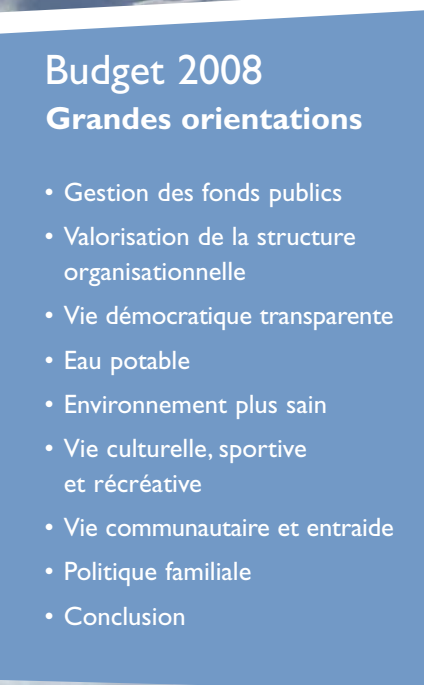 Budget 2008
Grandes orientations
• Gestion des fonds publics
• Valorisation de la structure
organisationnelle
• Vie démocratique transparente
• Eau potable
• Environnement plus sain
• Vie culturelle, sportive
et récréative
• Vie communautaire et entraide
• Politique familiale
• Conclusion